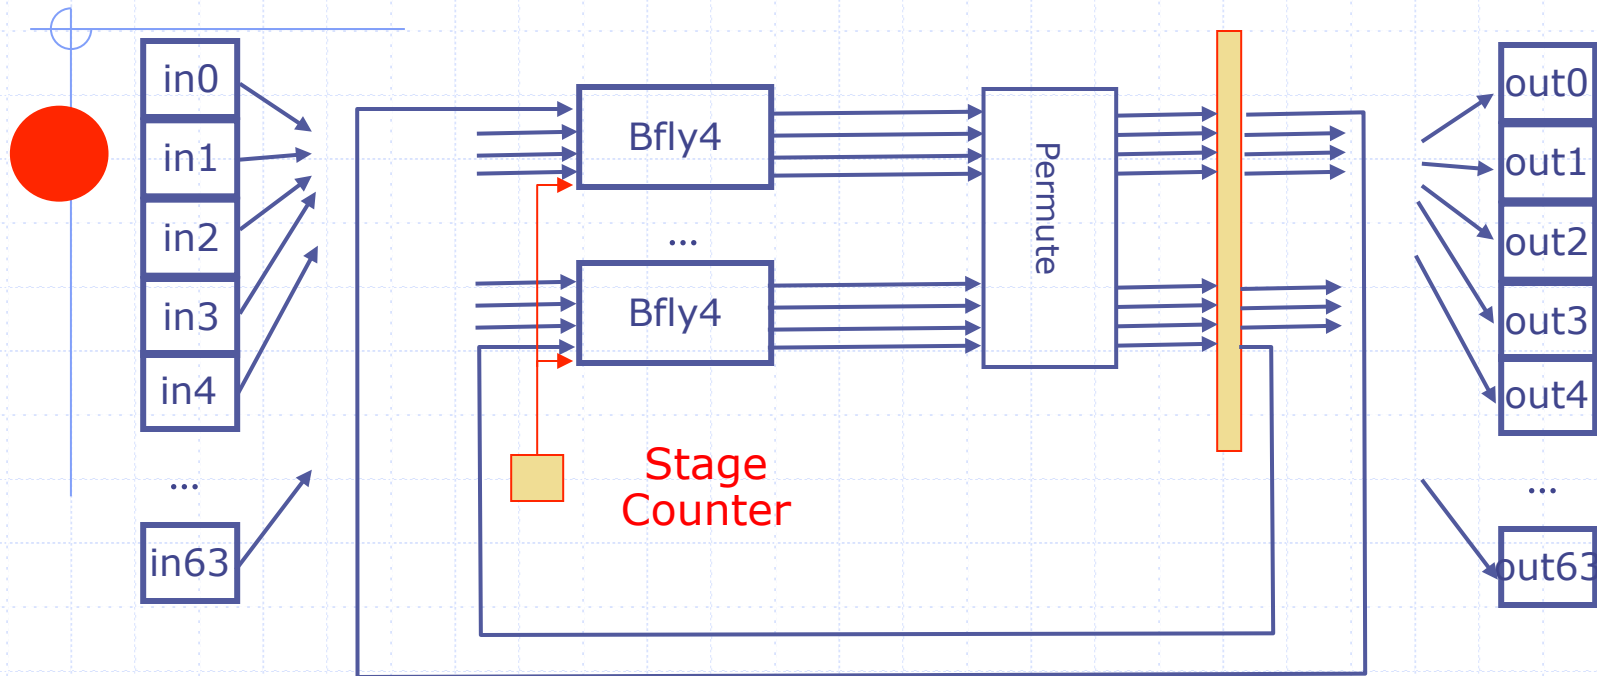 in0
in1
in2
in3
in4
...
in63
Bfly4
...
Bfly4
Stage
Counter
Permute
out0
out1
out2
out3
out4
...
out63